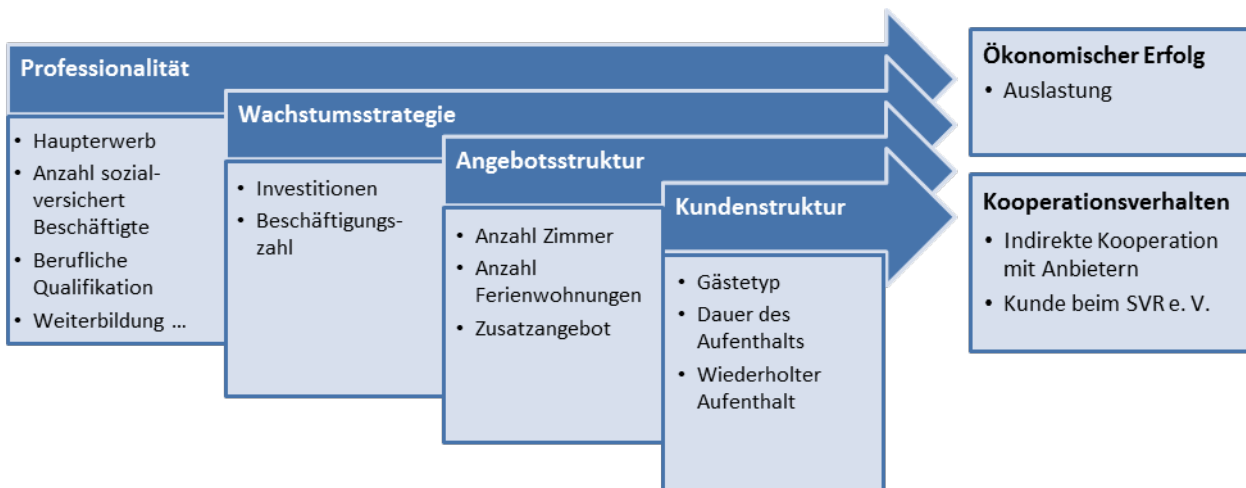 Professionalität
• Haupterwerb
• Anzahl sozial-
versichert
Beschäftigte
• Berufliche
Qualifikation
• Weiterbildung ...
Wachstumsstrategie
• Investitionen
• Beschäftigungs-
zahl
Angebotsstruktur
• Anzahl Zimmer
• Anzahl
Ferienwohnungen
• Zusatzangebot
Kundenstruktur
• Gästetyp
• Dauer des
Aufenthalts
• Wiederholter
Aufenthalt
Ökonomischer Erfolg
• Auslastung
Kooperationsverhalten
• Indirekte Kooperation
mit Anbietern
• Kunde beim SVR e. V.